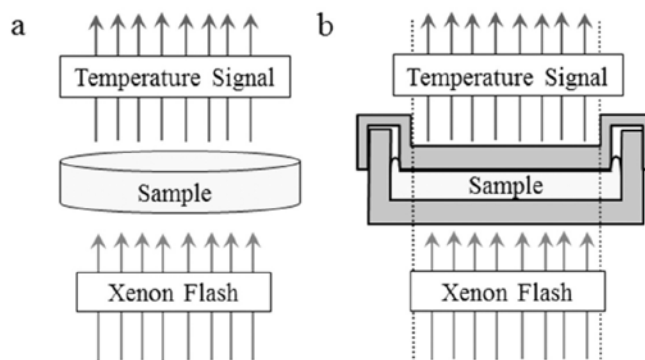 a
Temperature Signal
Sample
Xenon Flash
b
Temperature Signal
Sample
Xenon Flash